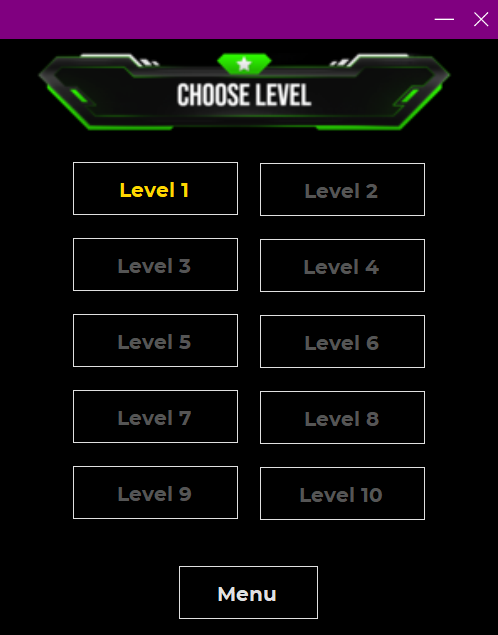 CHOOSE LEVEL
Level 1
Level 2
Level 3
Level 4
Level 5
Level 6
Level 7
Level 8
Level 9
Level 10
Menu